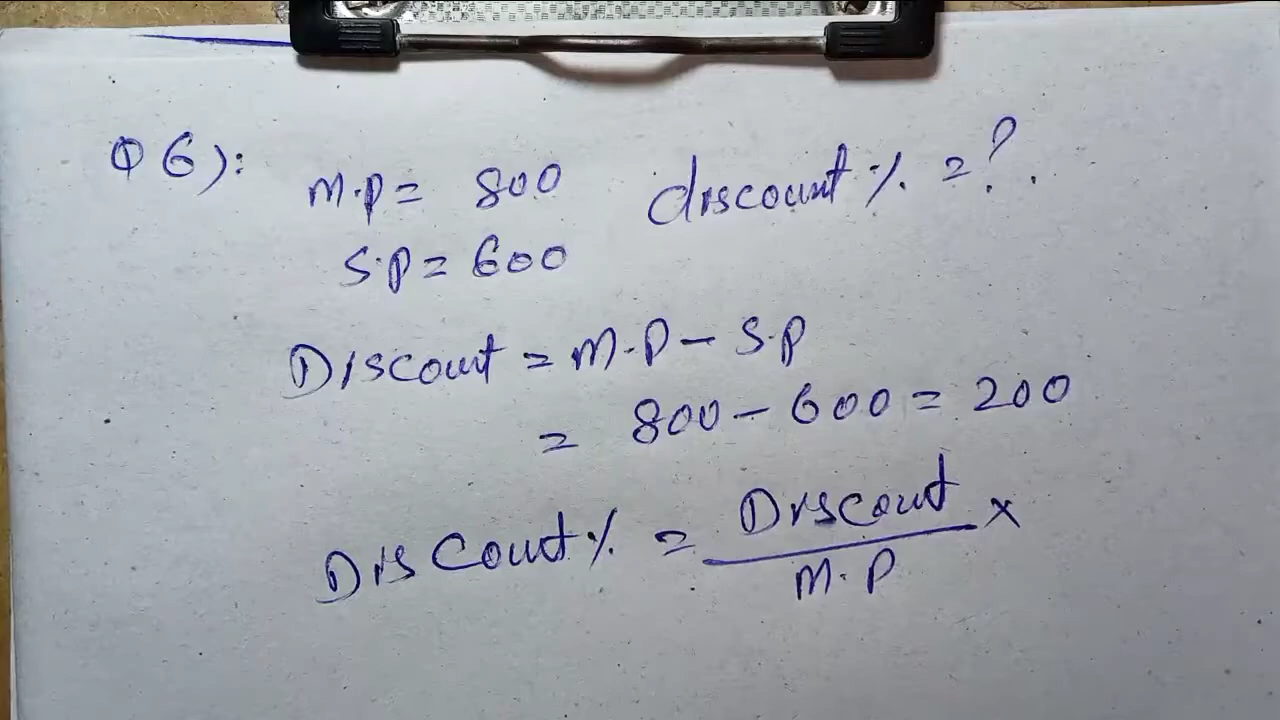 Q 6):
M.P = 800 discount % = ?.
S.P = 600
Discount = M.P - S.P
= 800 - 600 = 200
Discount % = Discount / M.P ×